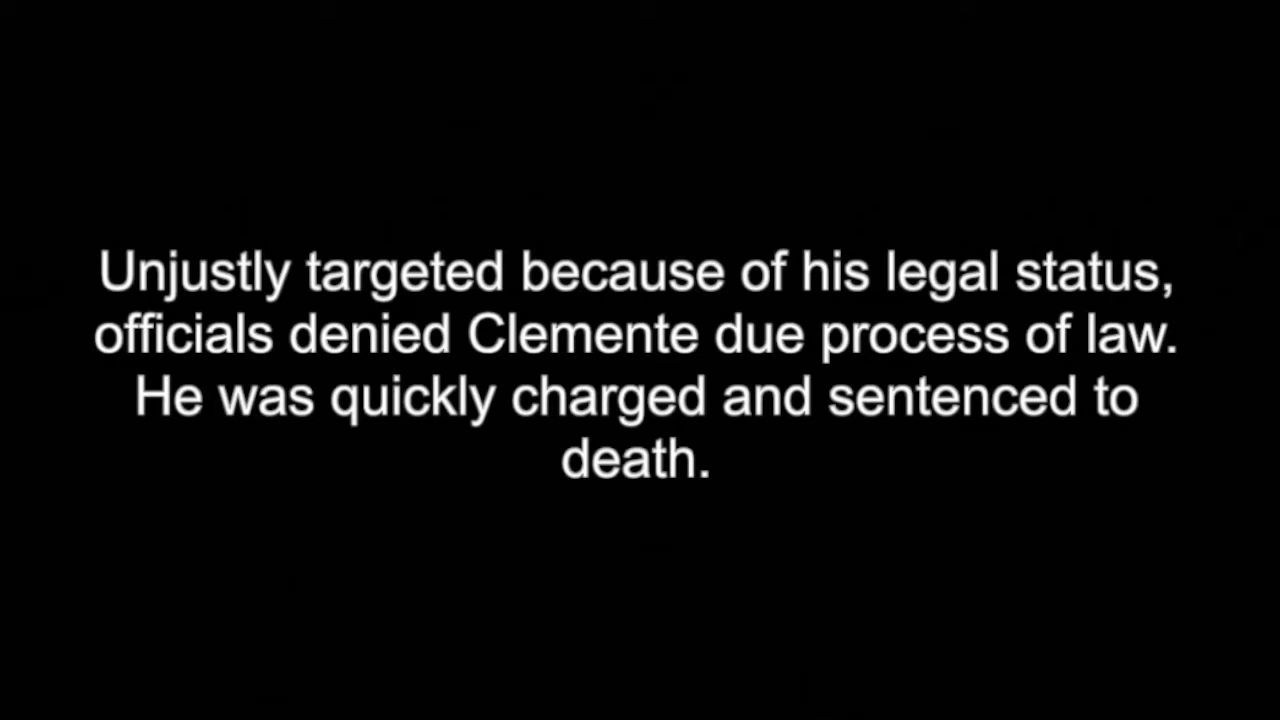 Unjustly targeted because of his legal status,
officials denied Clemente due process of law.
He was quickly charged and sentenced to
death.